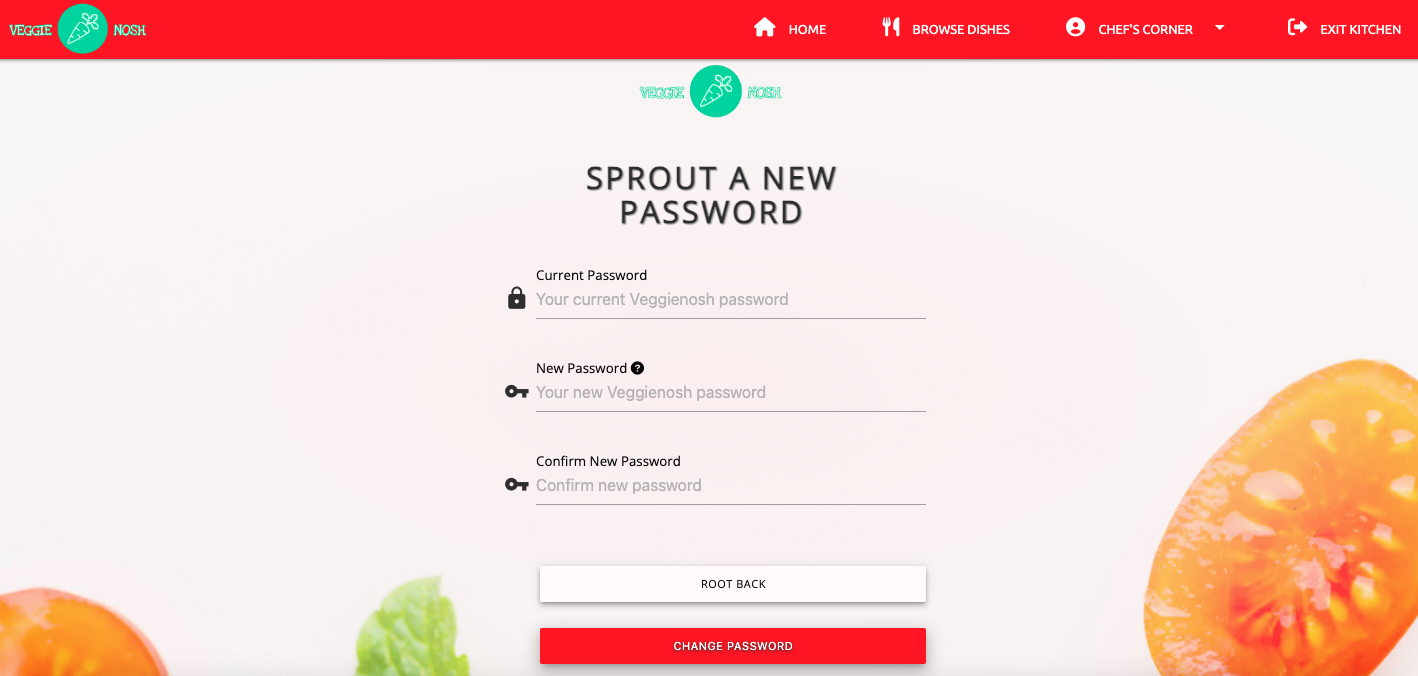 VEGGIE NOSH
HOME
BROWSE DISHES
CHEF'S CORNER
EXIT KITCHEN
VEGGIE NOSH
SPROUT A NEW
PASSWORD
Current Password
Your current Veggienosh password
New Password ?
Your new Veggienosh password
Confirm New Password
Confirm new password
ROOT BACK
CHANGE PASSWORD